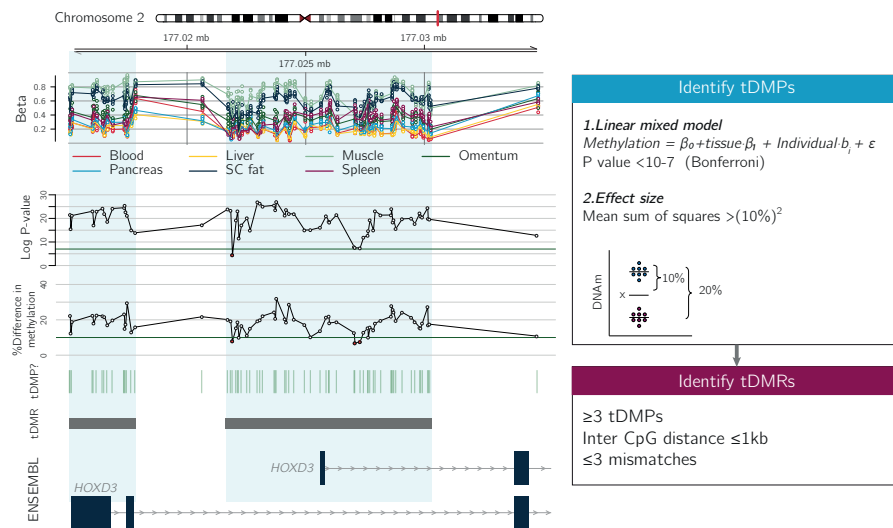 Chromosome 2
177.02 mb
177.03 mb
177.025 mb
Beta
0.8
0.6
0.4
0.2
Blood
Liver
Muscle
Omentum
Pancreas
SC fat
Spleen
Log P-value
30
20
10
0
%Difference in
methylation
40
20
0
tDMP?
tDMR
ENSEMBL
HOXD3
HOXD3
Identify tDMPs
1.Linear mixed model
Methylation = β₀+tissue·β₁ + Individual·bᵢ + ε
P value <10-7 (Bonferroni)
2.Effect size
Mean sum of squares >(10%)²
DNAm
x
10%
20%
Identify tDMRs
≥3 tDMPs
Inter CpG distance ≤1kb
≤3 mismatches